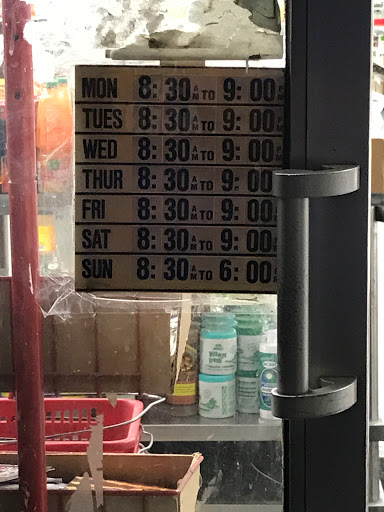 MON 8: 30 AM TO 9: 00
TUES 8: 30 AM TO 9: 00
WED 8: 30 AM TO 9: 00
THUR 8: 30 AM TO 9: 00
FRI 8: 30 AM TO 9: 00
SAT 8: 30 AM TO 9: 00
SUN 8: 30 AM TO 6: 00